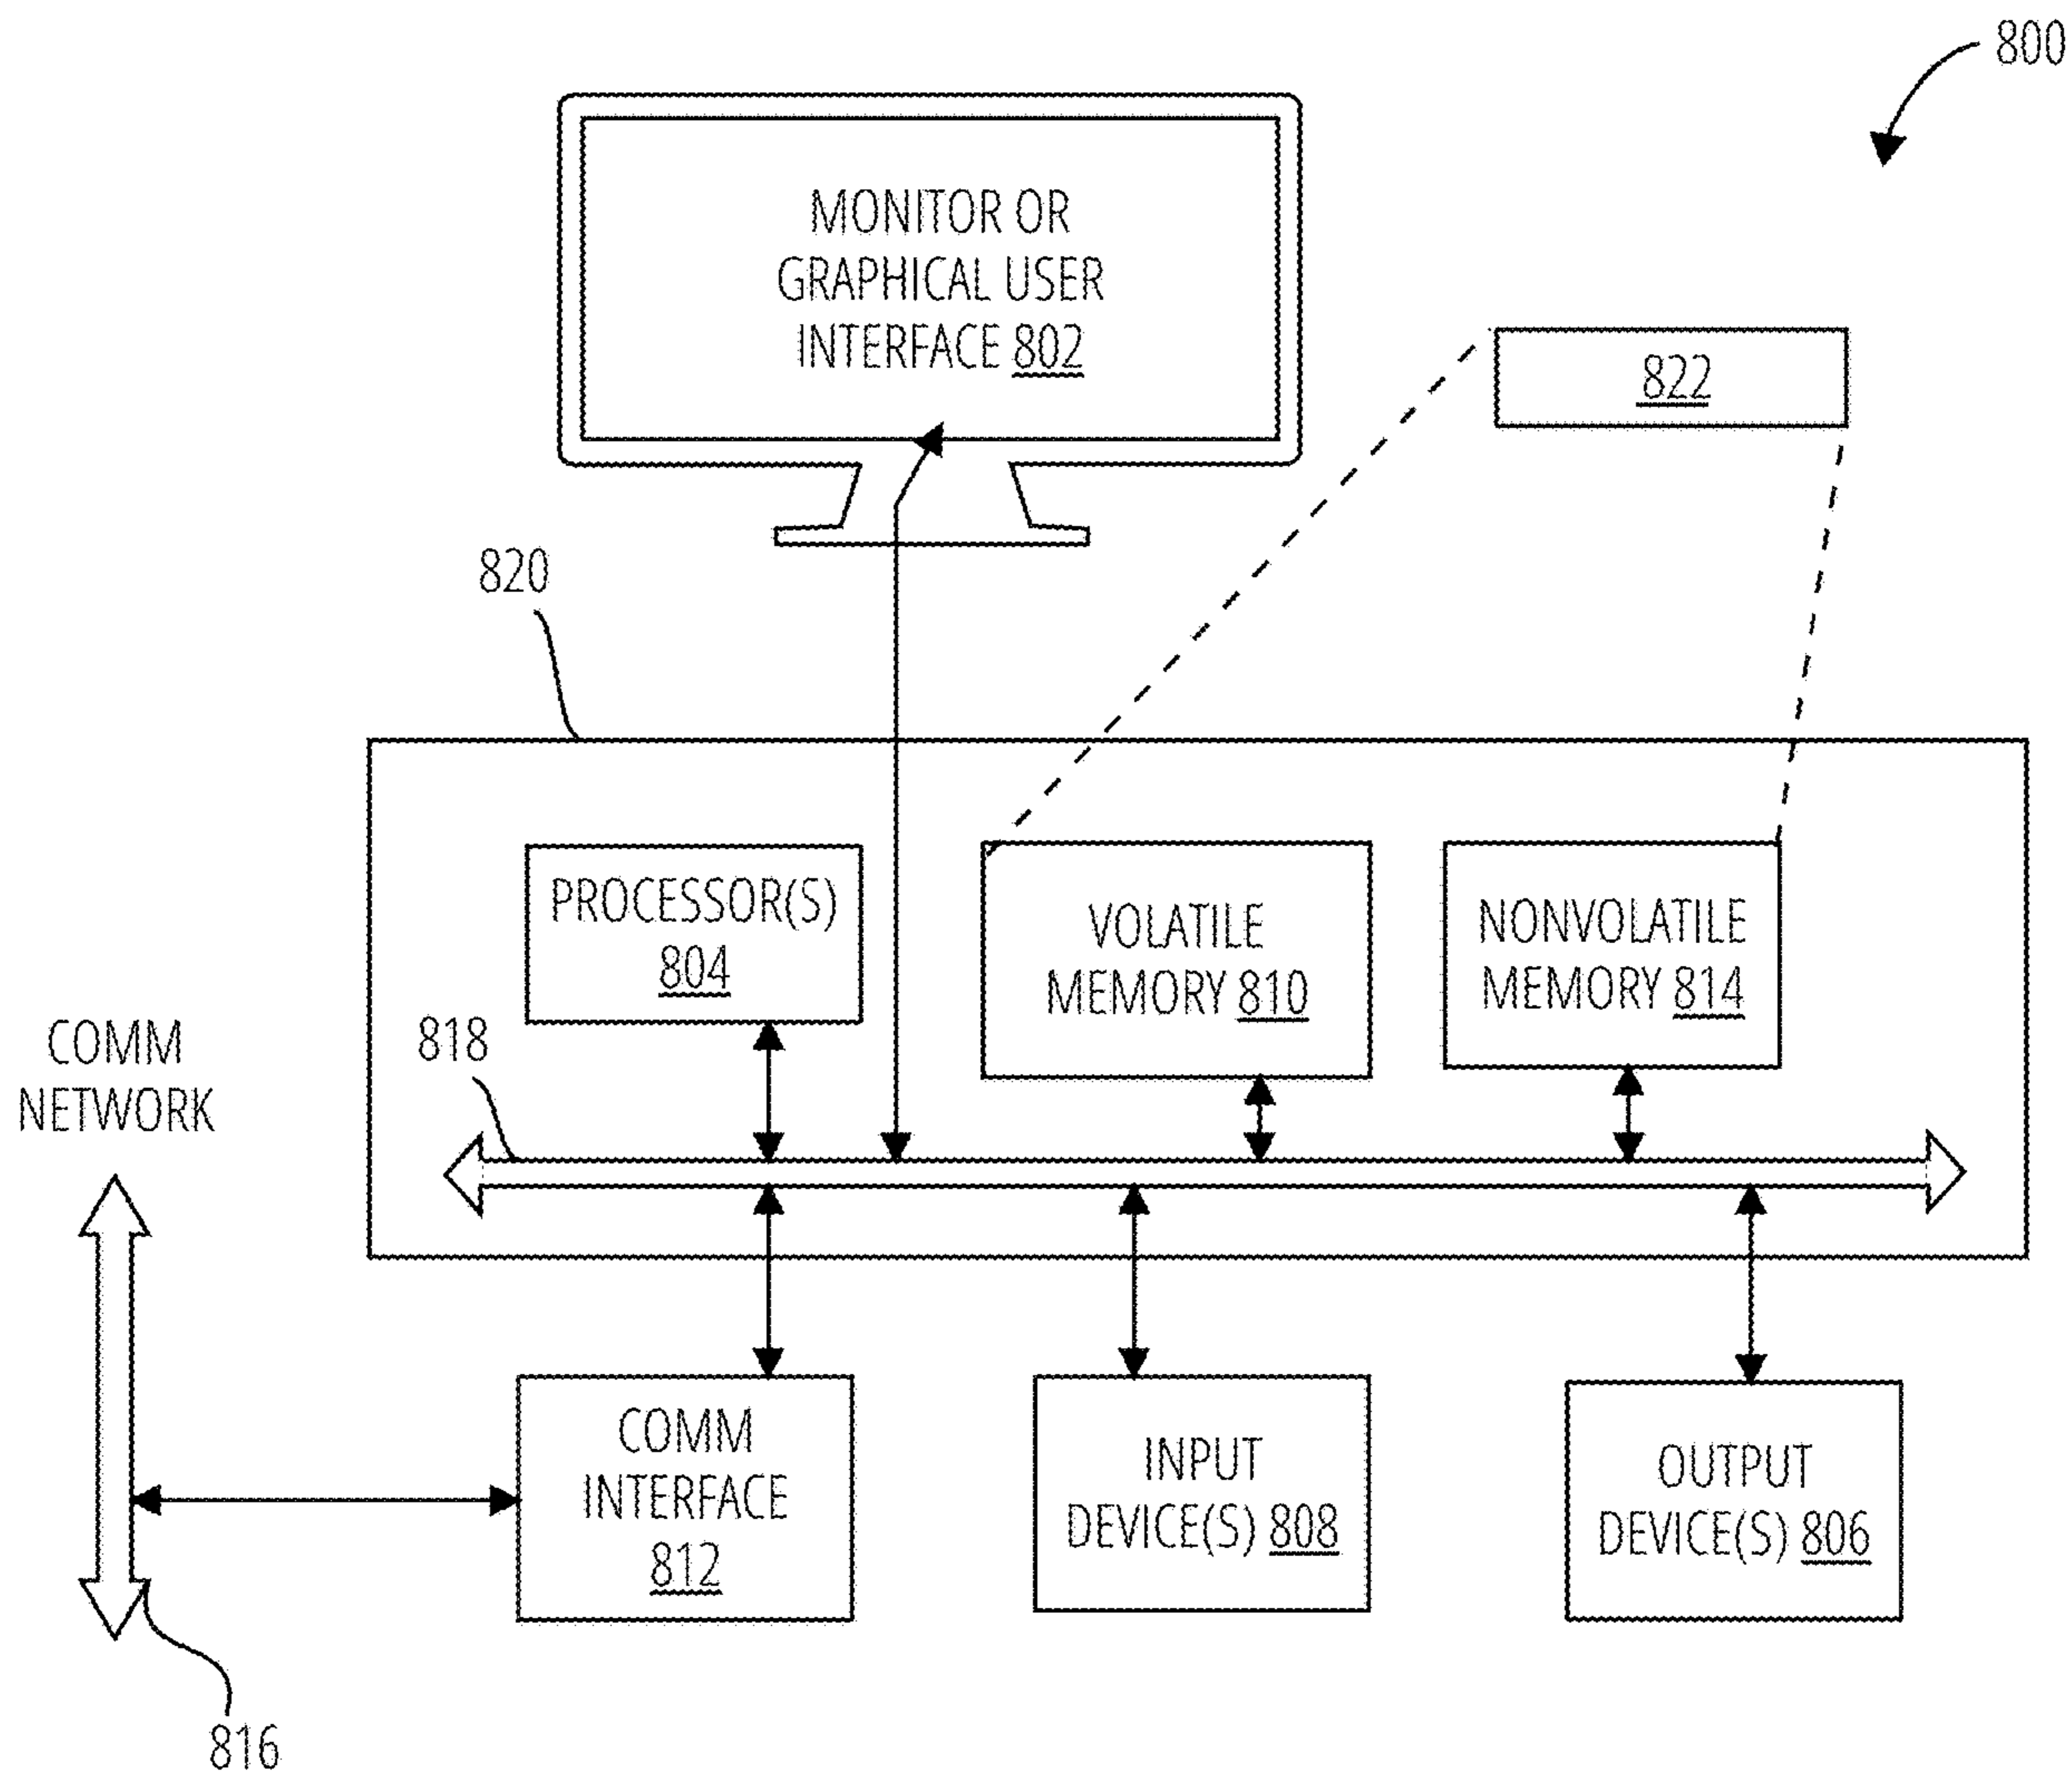 800
MONITOR OR
GRAPHICAL USER
INTERFACE 802
822
820
PROCESSOR(S)
804
VOLATILE
MEMORY 810
NONVOLATILE
MEMORY 814
818
COMM
NETWORK
COMM
INTERFACE
812
INPUT
DEVICE(S) 808
OUTPUT
DEVICE(S) 806
816